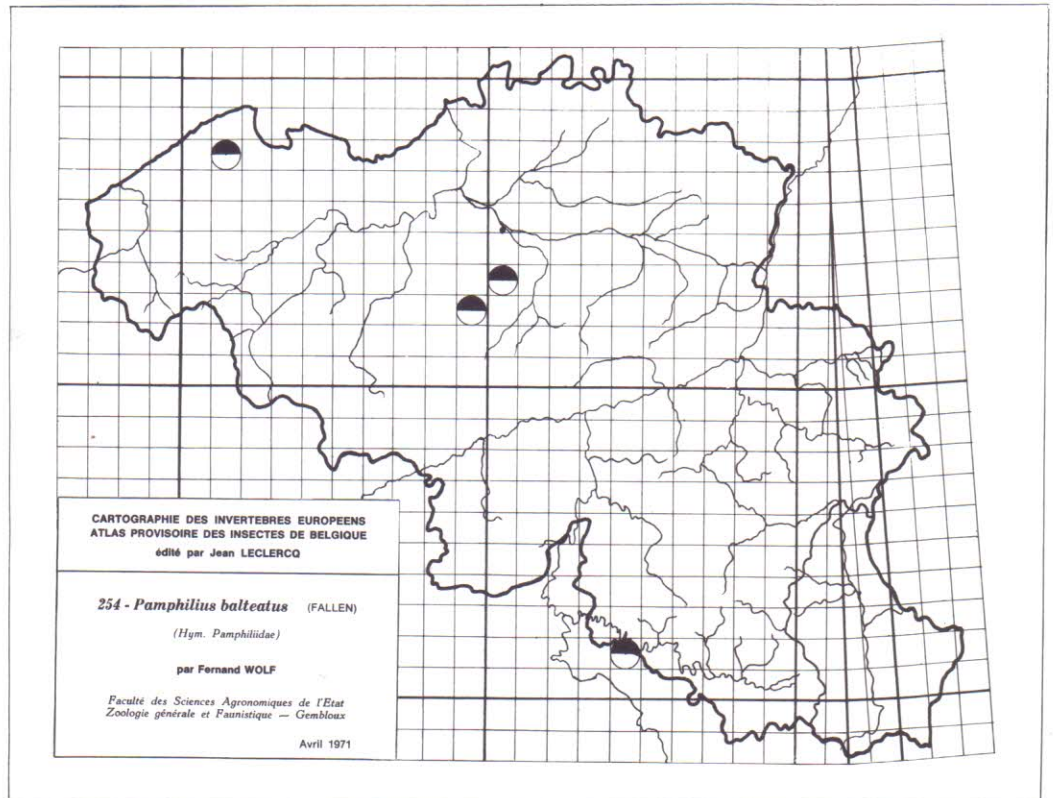 CARTOGRAPHIE DES INVERTEBRES EUROPEENS
ATLAS PROVISOIRE DES INSECTES DE BELGIQUE
édité par Jean LECLERCQ
254 - Pamphilius balteatus (FALLEN)
(Hym. Pamphiliidae)
par Fernand WOLF
Faculté des Sciences Agronomiques de l'Etat
Zoologie générale et Faunistique — Gembloux
Avril 1971